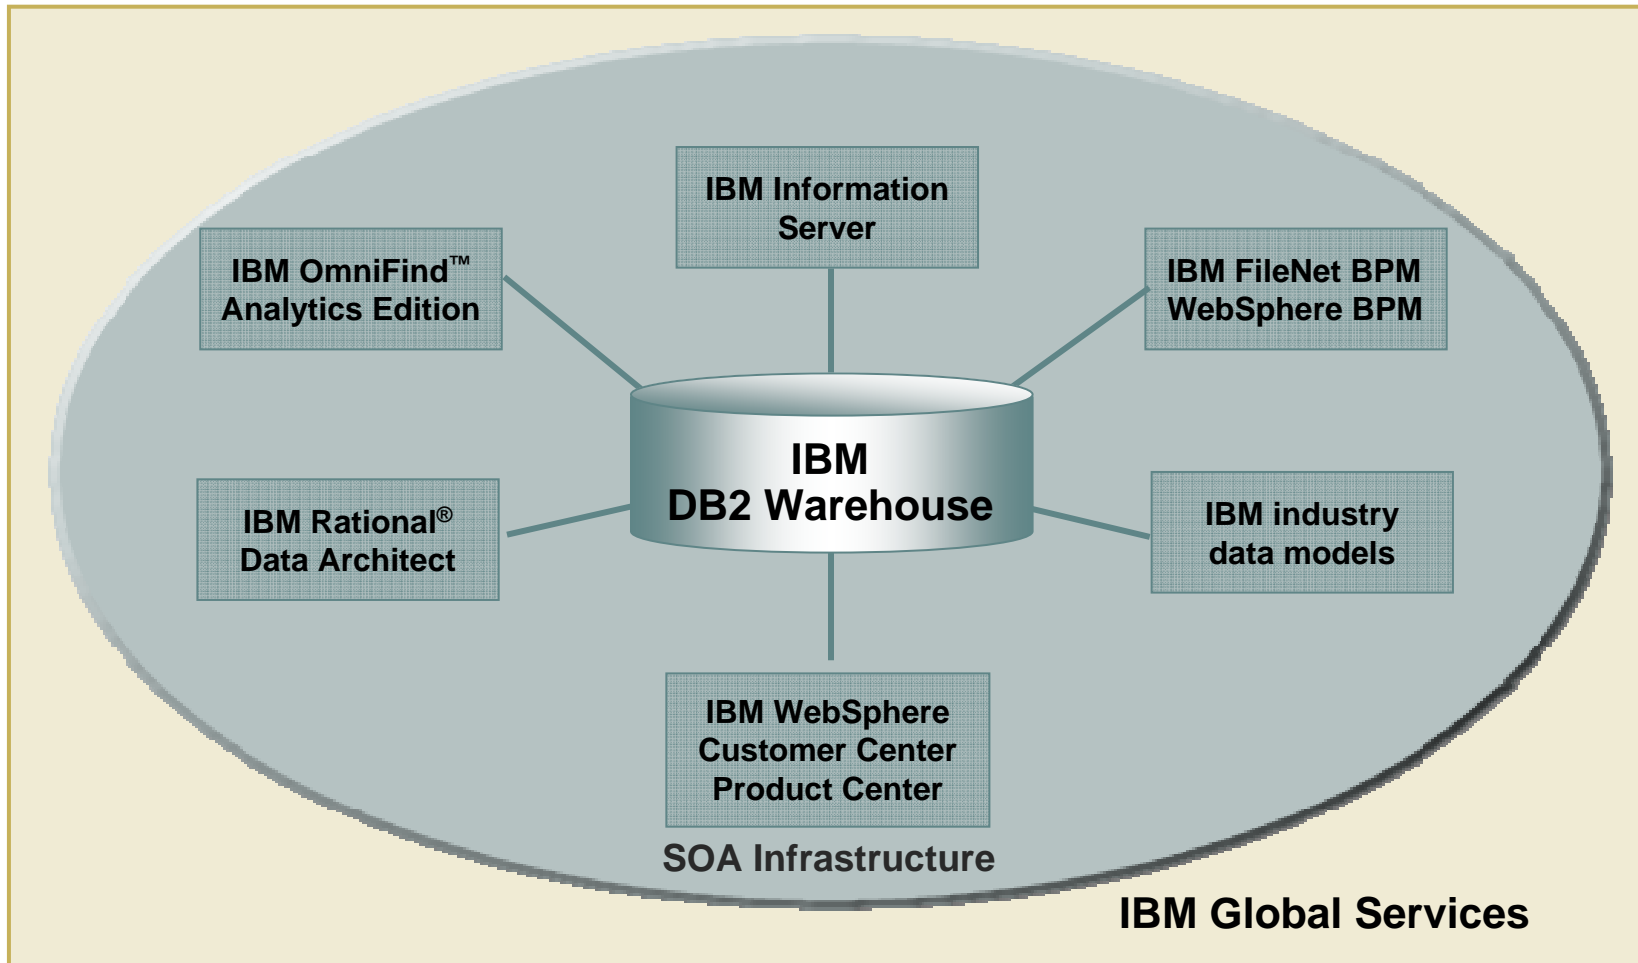 IBM Information
Server
IBM OmniFind™
Analytics Edition
IBM FileNet BPM
WebSphere BPM
IBM
DB2 Warehouse
IBM Rational®
Data Architect
IBM industry
data models
IBM WebSphere
Customer Center
Product Center
SOA Infrastructure
IBM Global Services